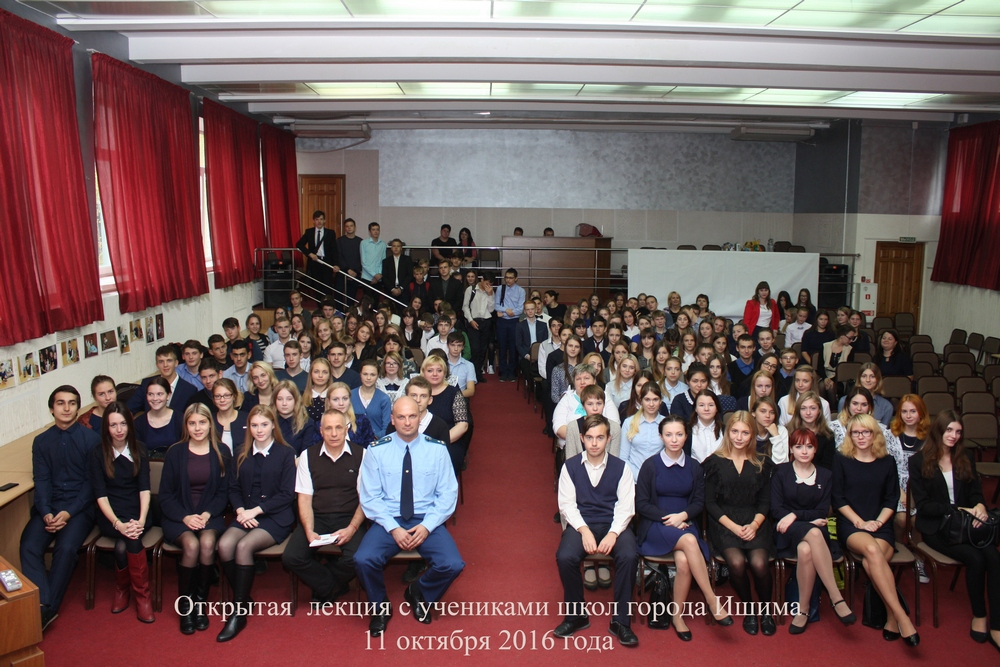 Открытая лекция с учениками школ города Ишима
11 октября 2016 года